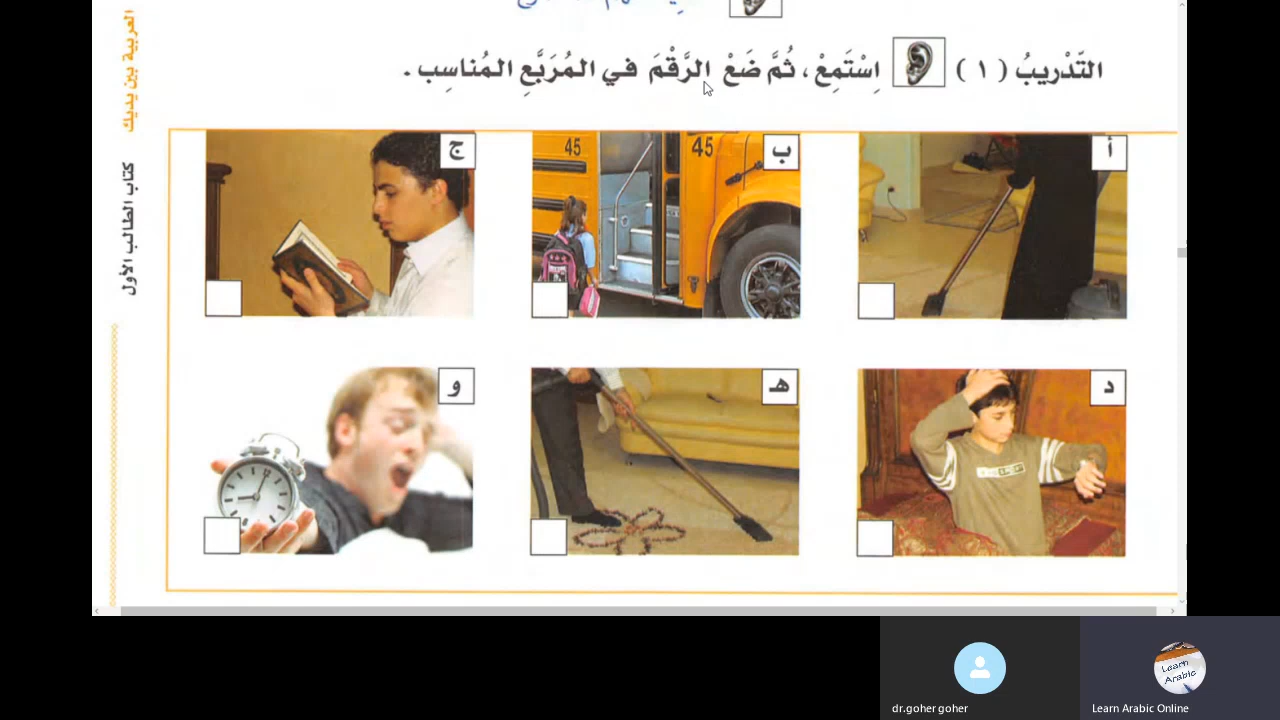 التَّدْرِيبُ ( ١ ) اِسْتَمِعْ ، ثُمَّ ضَعْ الرَّقْمَ في المُرَبَّعِ المُناسِب .
أ
ب
45
45
ج
د
هـ
و
العربية بين يديك
كتاب الطالب الأول
Learn Arabic
dr.goher goher
Learn Arabic Online